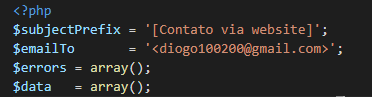 <?php
$subjectPrefix = '[Contato via website]';
$emailTo       = '<diogo100200@gmail.com>';
$errors = array();
$data   = array();